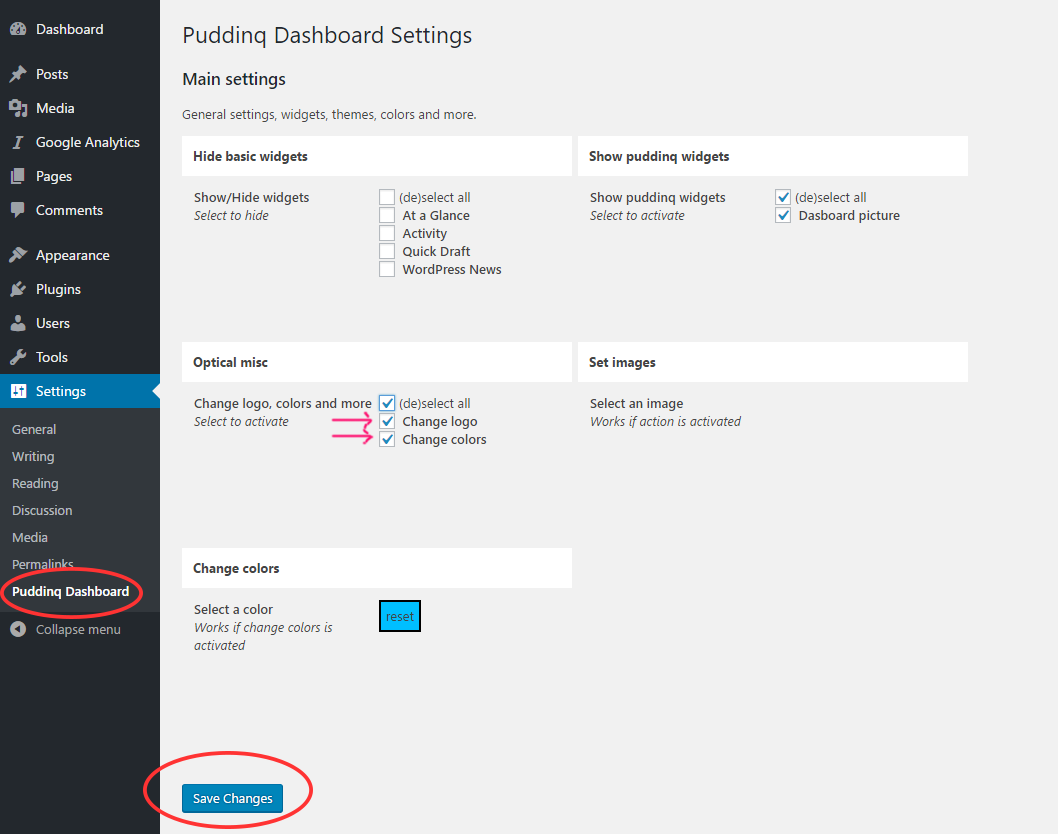 Dashboard
Posts
Media
Google Analytics
Pages
Comments
Appearance
Plugins
Users
Tools
Settings
General
Writing
Reading
Discussion
Media
Permalinks
Puddinq Dashboard
Collapse menu
Puddinq Dashboard Settings
Main settings
General settings, widgets, themes, colors and more.
Hide basic widgets
Show/Hide widgets
Select to hide
(de)select all
At a Glance
Activity
Quick Draft
WordPress News
Show puddinq widgets
Show pudding widgets
Select to activate
(de)select all
Dasboard picture
Optical misc
Change logo, colors and more
Select to activate
(de)select all
Change logo
Change colors
Set images
Select an image
Works if action is activated
Change colors
Select a color
Works if change colors is
activated
reset
Save Changes